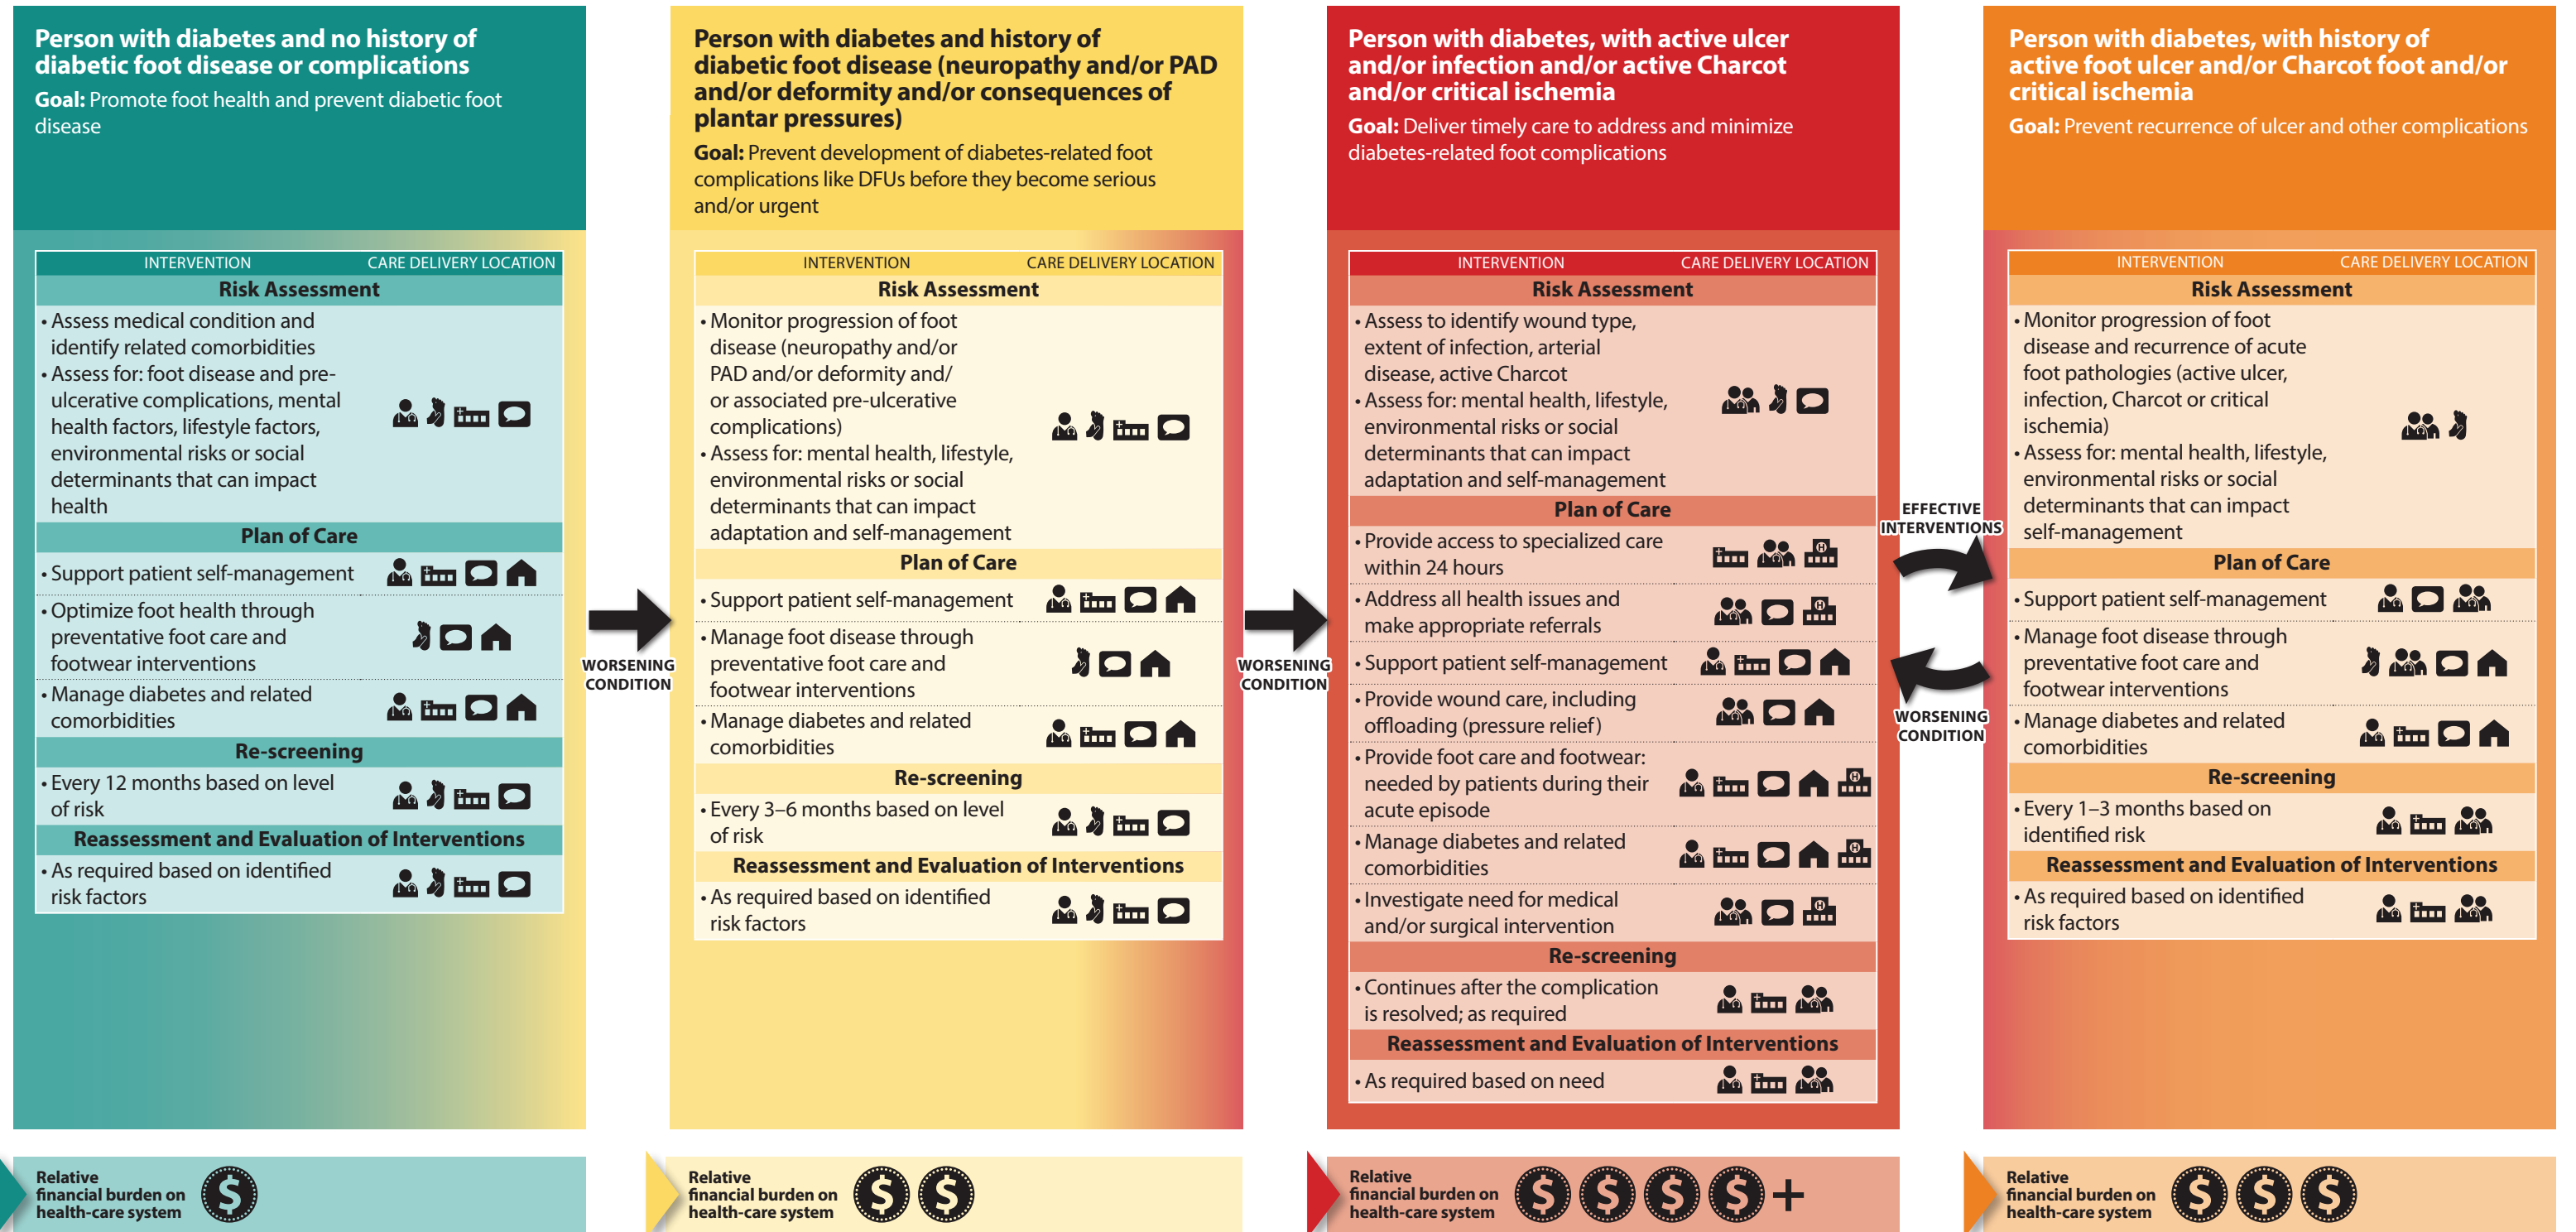 Person with diabetes and no history of
diabetic foot disease or complications
Goal: Promote foot health and prevent diabetic foot
disease
INTERVENTION CARE DELIVERY LOCATION
Risk Assessment
• Assess medical condition and
identify related comorbidities
• Assess for: foot disease and pre-
ulcerative complications, mental
health factors, lifestyle factors,
environmental risks or social
determinants that can impact
health
Plan of Care
• Support patient self-management
• Optimize foot health through
preventative foot care and
footwear interventions
• Manage diabetes and related
comorbidities
Re-screening
• Every 12 months based on level
of risk
Reassessment and Evaluation of Interventions
• As required based on identified
risk factors
Relative
financial burden on
health-care system
$
WORSENING
CONDITION
Person with diabetes and history of
diabetic foot disease (neuropathy and/or PAD
and/or deformity and/or consequences of
plantar pressures)
Goal: Prevent development of diabetes-related foot
complications like DFUs before they become serious
and/or urgent
INTERVENTION CARE DELIVERY LOCATION
Risk Assessment
• Monitor progression of foot
disease (neuropathy and/or
PAD and/or deformity and/
or associated pre-ulcerative
complications)
• Assess for: mental health, lifestyle,
environmental risks or social
determinants that can impact
adaptation and self-management
Plan of Care
• Support patient self-management
• Manage foot disease through
preventative foot care and
footwear interventions
• Manage diabetes and related
comorbidities
Re-screening
• Every 3–6 months based on level
of risk
Reassessment and Evaluation of Interventions
• As required based on identified
risk factors
Relative
financial burden on
health-care system
$ $
WORSENING
CONDITION
Person with diabetes, with active ulcer
and/or infection and/or active Charcot
and/or critical ischemia
Goal: Deliver timely care to address and minimize
diabetes-related foot complications
INTERVENTION CARE DELIVERY LOCATION
Risk Assessment
• Assess to identify wound type,
extent of infection, arterial
disease, active Charcot
• Assess for: mental health, lifestyle,
environmental risks or social
determinants that can impact
adaptation and self-management
Plan of Care
• Provide access to specialized care
within 24 hours H
• Address all health issues and
make appropriate referrals H
• Support patient self-management
• Provide wound care, including
offloading (pressure relief)
• Provide foot care and footwear:
needed by patients during their H
acute episode
• Manage diabetes and related
comorbidities H
• Investigate need for medical
and/or surgical intervention H
Re-screening
• Continues after the complication
is resolved; as required
Reassessment and Evaluation of Interventions
• As required based on need
Relative
financial burden on
health-care system
$ $ $ $ +
EFFECTIVE
INTERVENTIONS
WORSENING
CONDITION
Person with diabetes, with history of
active foot ulcer and/or Charcot foot and/or
critical ischemia
Goal: Prevent recurrence of ulcer and other complications
INTERVENTION CARE DELIVERY LOCATION
Risk Assessment
• Monitor progression of foot
disease and recurrence of acute
foot pathologies (active ulcer,
infection, Charcot or critical
ischemia)
• Assess for: mental health, lifestyle,
environmental risks or social
determinants that can impact
self-management
Plan of Care
• Support patient self-management
• Manage foot disease through
preventative foot care and
footwear interventions
• Manage diabetes and related
comorbidities
Re-screening
• Every 1–3 months based on
identified risk
Reassessment and Evaluation of Interventions
• As required based on identified
risk factors
Relative
financial burden on
health-care system
$ $ $